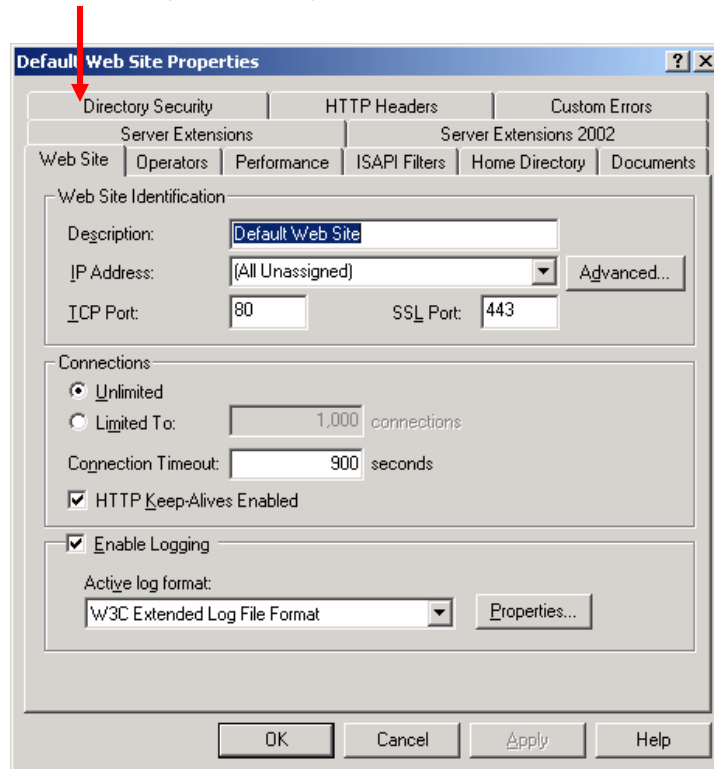 Default Web Site Properties
Directory Security HTTP Headers Custom Errors
Server Extensions Server Extensions 2002
Web Site Operators Performance ISAPI Filters Home Directory Documents
Web Site Identification
Description: Default Web Site
IP Address: (All Unassigned) Advanced...
TCP Port: 80 SSL Port: 443
Connections
Unlimited
Limited To: 1,000 connections
Connection Timeout: 900 seconds
HTTP Keep-Alives Enabled
Enable Logging
Active log format:
W3C Extended Log File Format Properties...
OK Cancel Apply Help